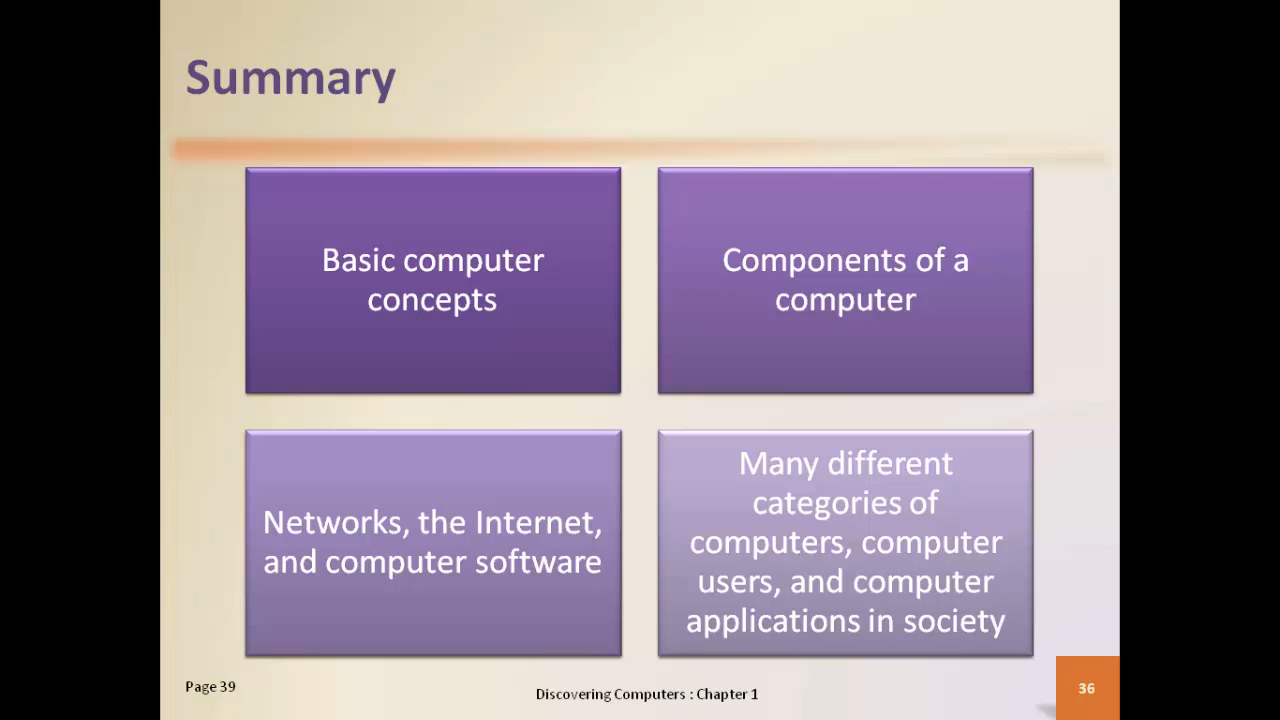 Summary
Basic computer
concepts
Components of a
computer
Networks, the Internet,
and computer software
Many different
categories of
computers, computer
users, and computer
applications in society
Page 39
Discovering Computers : Chapter 1
36